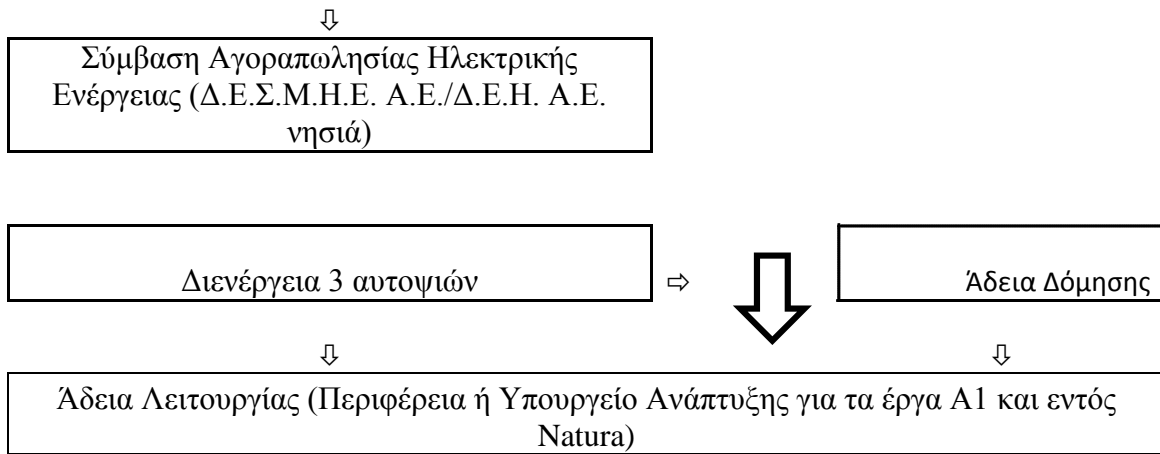 ⇩
Σύμβαση Αγοραπωλησίας Ηλεκτρικής
Ενέργειας (Δ.Ε.Σ.Μ.Η.Ε. Α.Ε./Δ.Ε.Η. Α.Ε.
νησιά)
Διενέργεια 3 αυτοψιών ⇨ Άδεια Δόμησης
⇩ ⇩
Άδεια Λειτουργίας (Περιφέρεια ή Υπουργείο Ανάπτυξης για τα έργα Α1 και εντός
Natura)